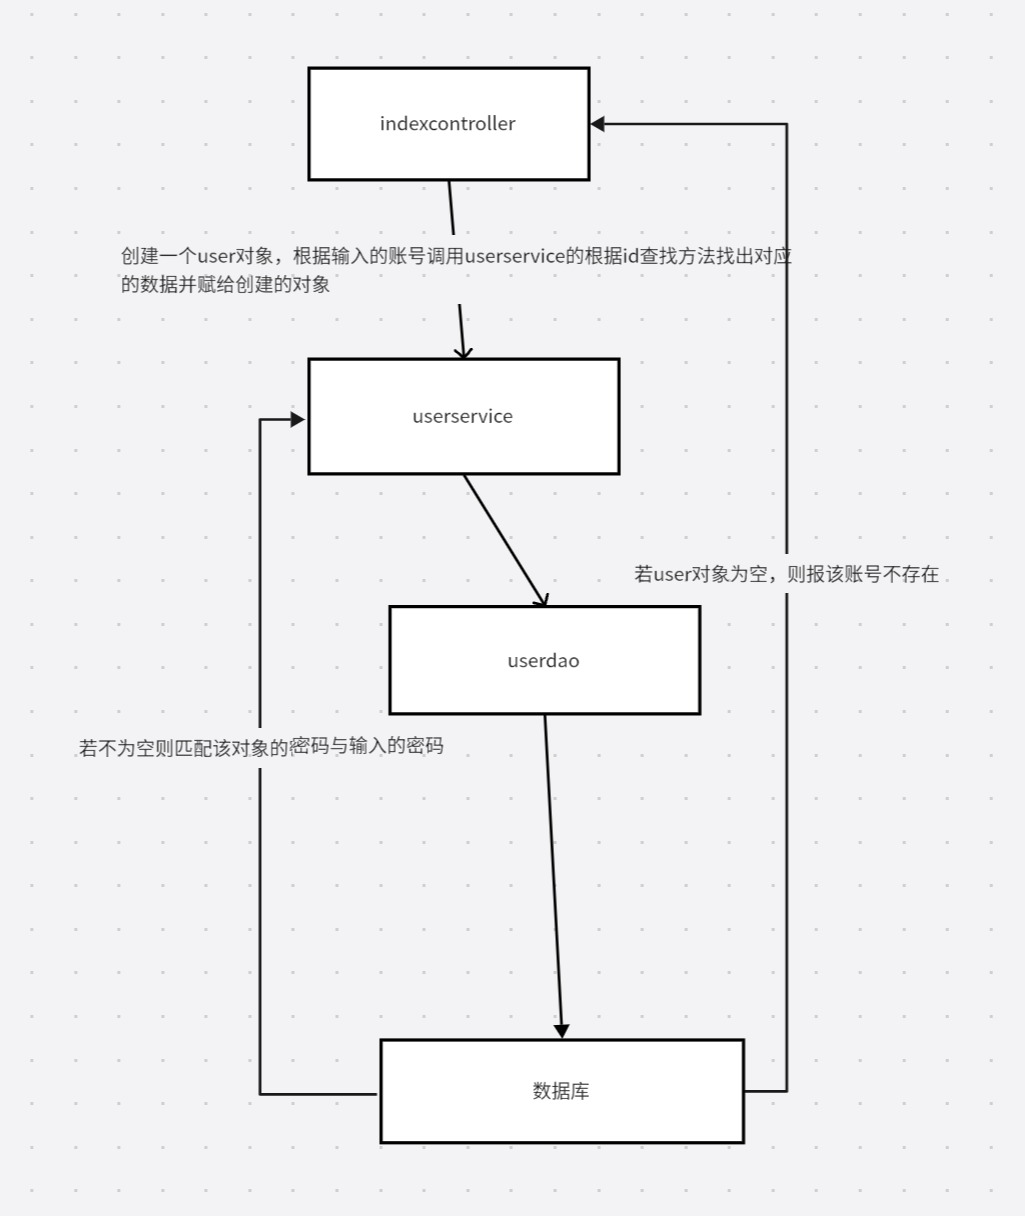 indexcontroller
创建一个user对象，根据输入的账号调用userservice的根据id查找方法找出对应
的数据并赋给创建的对象
userservice
若user对象为空，则报该账号不存在
userdao
若不为空则匹配该对象的密码与输入的密码
数据库